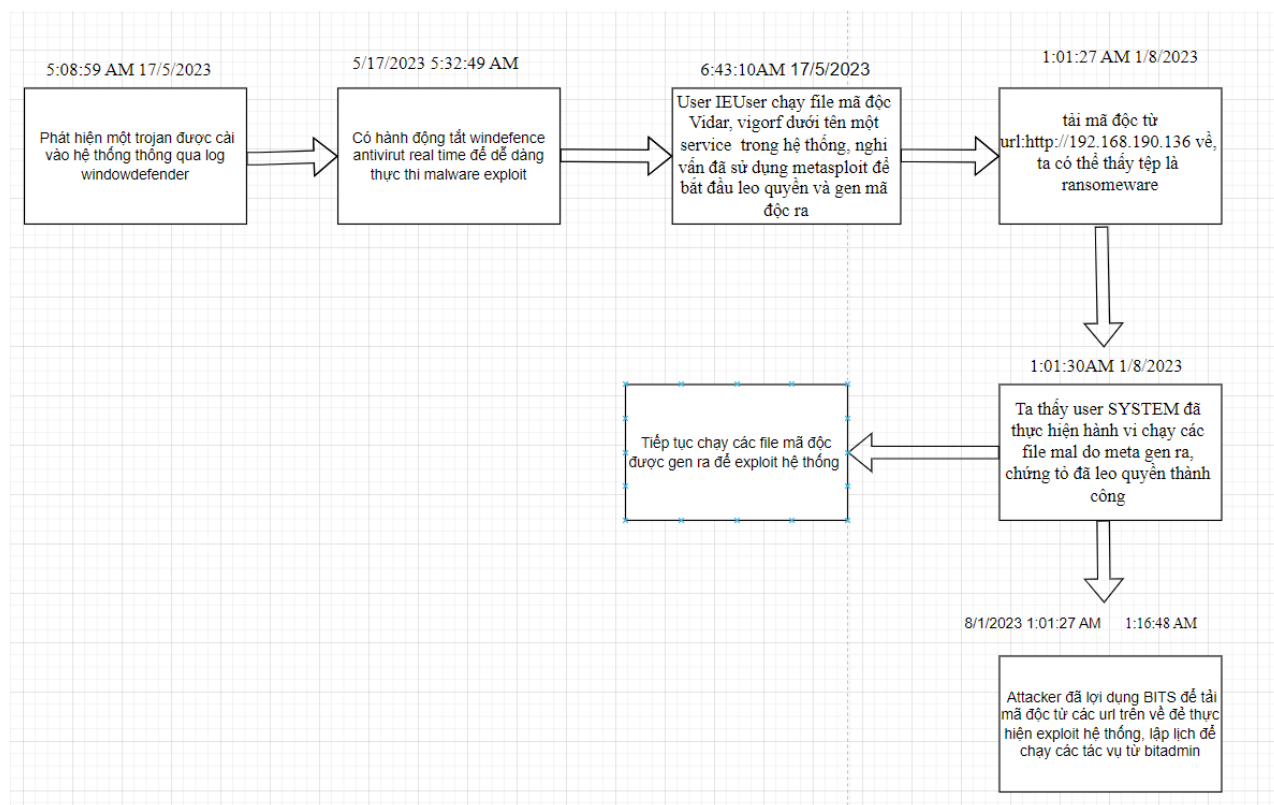 5:08:59 AM 17/5/2023
Phát hiện một trojan được cài
vào hệ thống thông qua log
windowdefender
5/17/2023 5:32:49 AM
Có hành động tắt windefence
antivirut real time để dễ dàng
thực thi malware exploit
6:43:10AM 17/5/2023
User IEUser chạy file mã độc
Vidar, vigorf dưới tên một
service trong hệ thống, nghi
vấn đã sử dụng metasploit để
bắt đầu leo quyền và gen mã
độc ra
1:01:27 AM 1/8/2023
tải mã độc từ
url:http://192.168.190.136 về,
ta có thể thấy tệp là
ransomeware
1:01:30AM 1/8/2023
Ta thấy user SYSTEM đã
thực hiện hành vi chạy các
file mal do meta gen ra,
chứng tỏ đã leo quyền thành
công
Tiếp tục chạy các file mã độc
được gen ra để exploit hệ thống
8/1/2023 1:01:27 AM 1:16:48 AM
Attacker đã lợi dụng BITS để tải
mã độc từ các url trên về đẻ thực
hiện exploit hệ thống, lập lịch để
chạy các tác vụ từ bitadmin